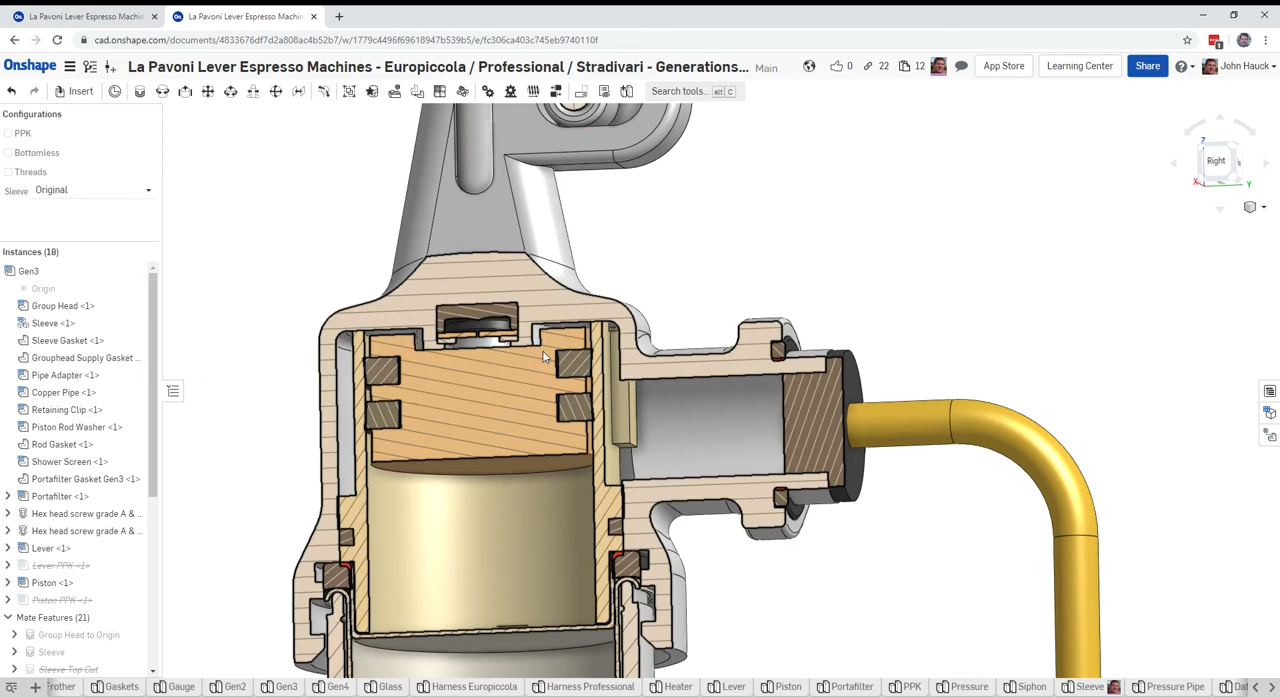 La Pavoni Lever Espresso Machin
La Pavoni Lever Espresso Machin
cad.onshape.com/documents/4833676df7d2a808ac4b52b7/w/1779c4496f69618947b539b5/e/fc306ca403c745eb9740110f
Onshape
La Pavoni Lever Espresso Machines - Europiccola / Professional / Stradivari - Generations...
Main
0
22
12
App Store
Learning Center
Share
John Hauck
Insert
Search tools...
alt C
Configurations
PPK
Bottomless
Threads
Sleeve Original
Instances (18)
Gen3
Origin
Group Head <1>
Sleeve <1>
Sleeve Gasket <1>
Grouphead Supply Gasket ...
Pipe Adapter <1>
Copper Pipe <1>
Retaining Clip <1>
Piston Rod Washer <1>
Rod Gasket <1>
Shower Screen <1>
Portafilter Gasket Gen3 <1>
Portafilter <1>
Hex head screw grade A & ...
Hex head screw grade A & ...
Lever <1>
Lever PPK <1>
Piston <1>
Piston PPK <1>
Mate Features (21)
Group Head to Origin
Sleeve
Sleeve Top Cut
Right
Z
X
Y
rother
Gaskets
Gauge
Gen2
Gen3
Gen4
Glass
Harness Europiccola
Harness Professional
Heater
Lever
Piston
Portafilter
PPK
Pressure
Siphon
Sleeve
Pressure Pipe
Dat